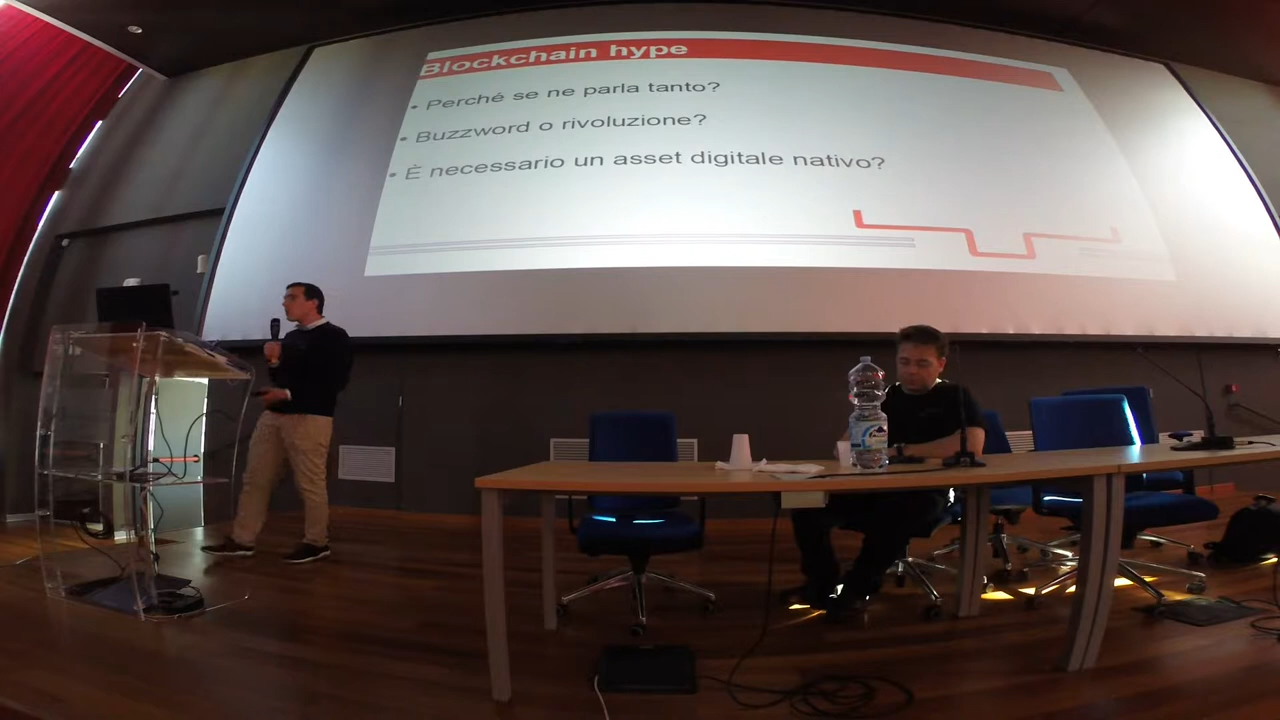 Blockchain hype
• Perché se ne parla tanto?
• Buzzword o rivoluzione?
• È necessario un asset digitale nativo?